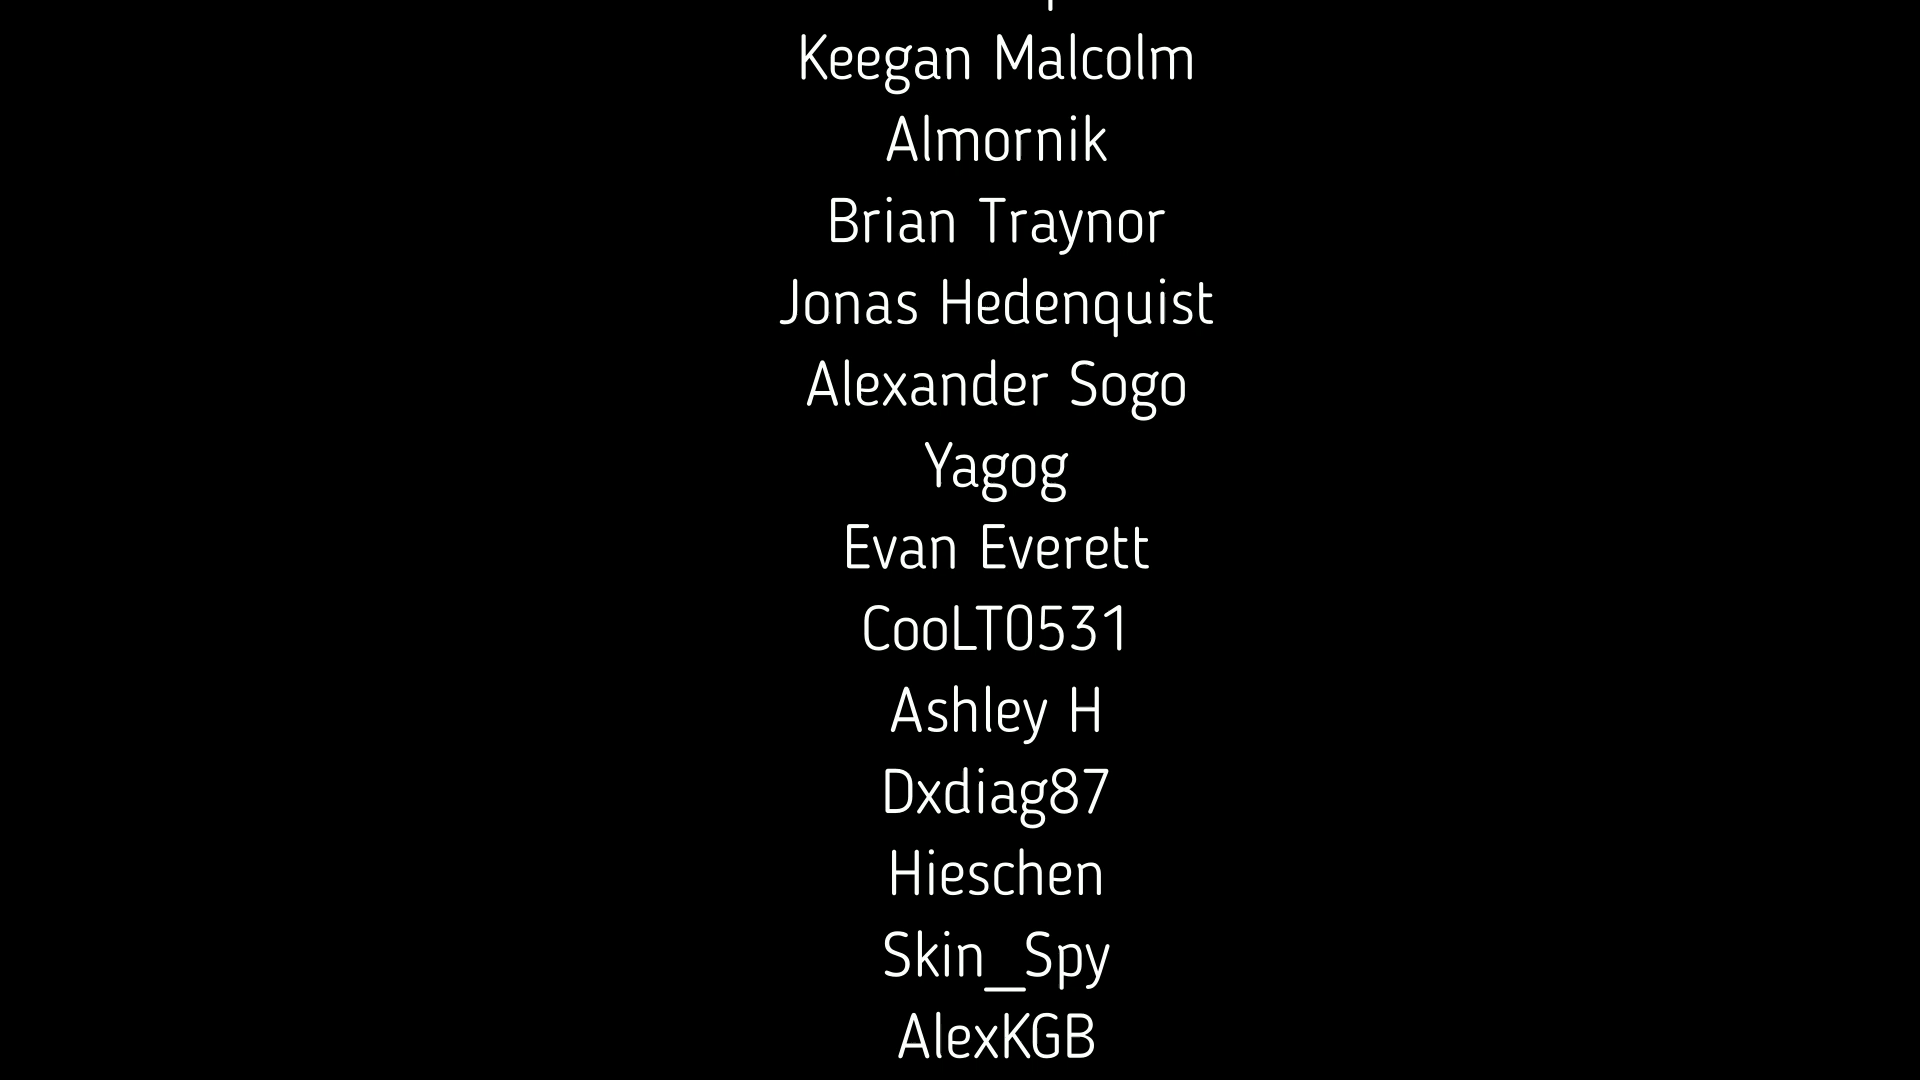 Keegan Malcolm
Almornik
Brian Traynor
Jonas Hedenquist
Alexander Sogo
Yagog
Evan Everett
CooLT0531
Ashley H
Dxdiag87
Hieschen
Skin_Spy
AlexKGB